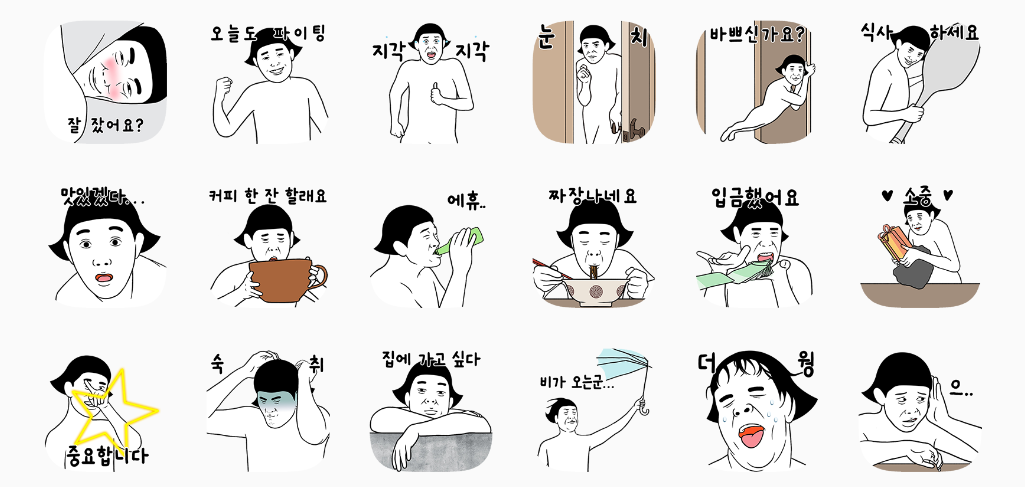 잘 잤어요?
오늘도 파이팅
지각 지각
눈 치
바쁘신가요?
식사 하세요
맛있겠다...
커피 한 잔 할래요
에휴..
짜장나네요
입금했어요
♥ 소중 ♥
중요합니다
숙 취
집에 가고 싶다
비가 오는군...
더 웡
으..